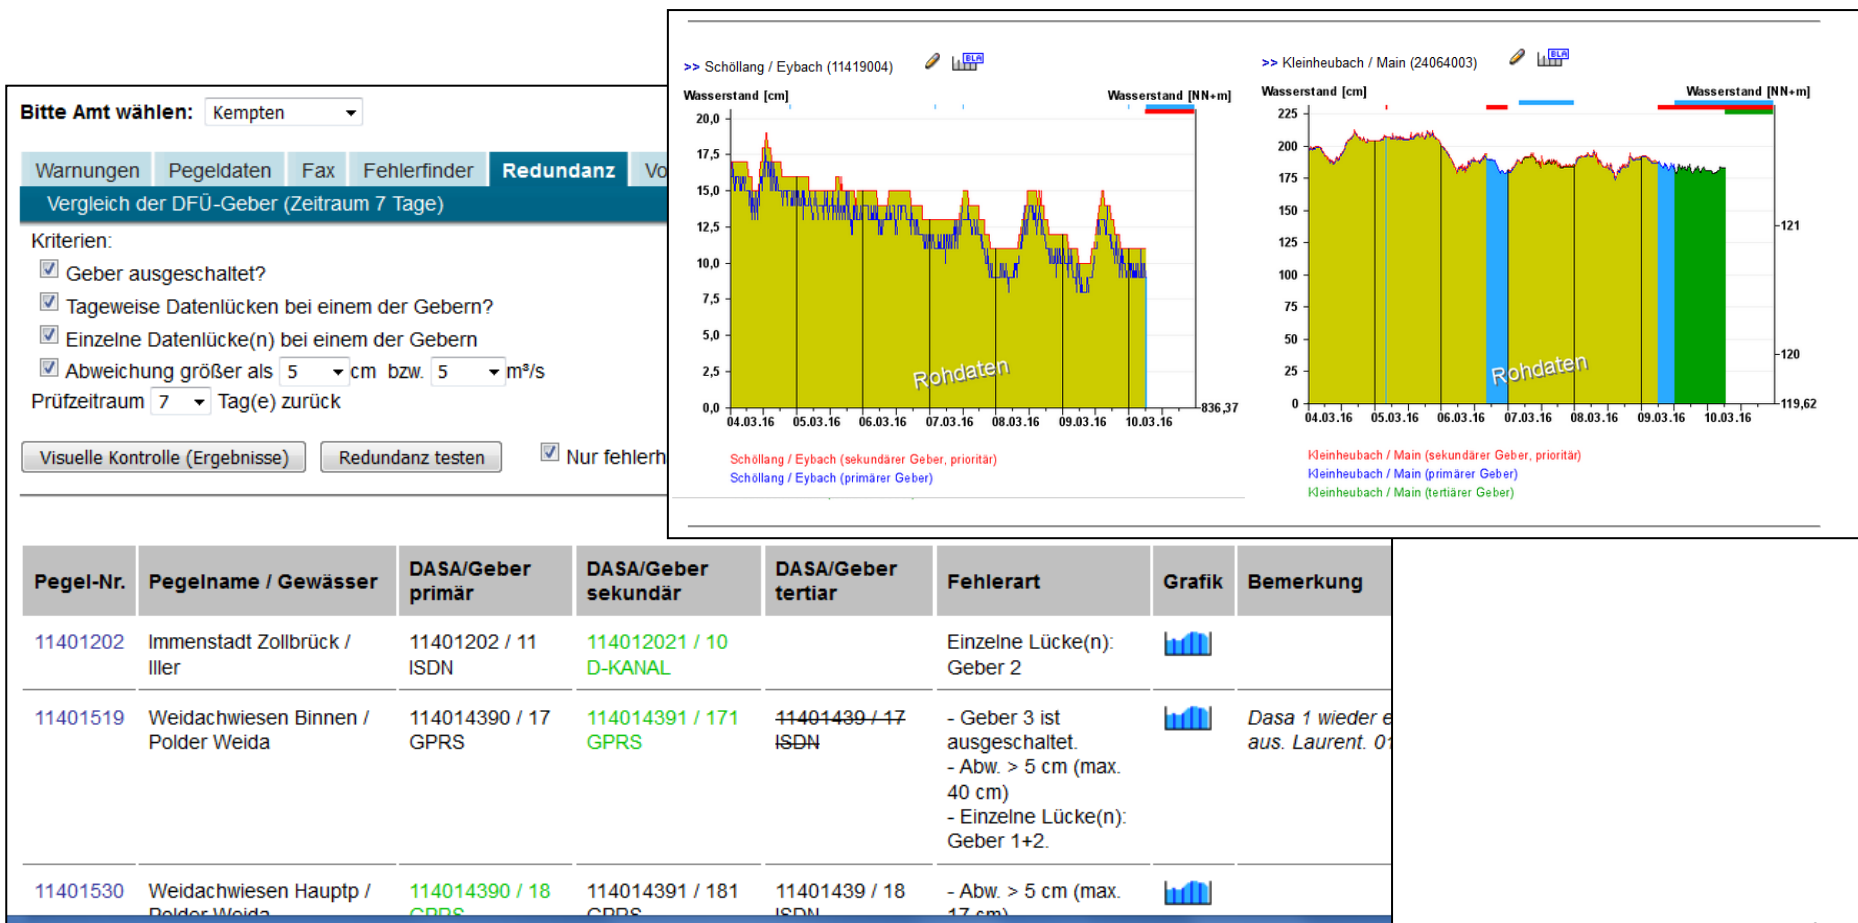 Bitte Amt wählen: Kempten
Warnungen Pegeldaten Fax Fehlerfinder Redundanz Vo
Vergleich der DFÜ-Geber (Zeitraum 7 Tage)
Kriterien:
Geber ausgeschaltet?
Tageweise Datenlücken bei einem der Gebern?
Einzelne Datenlücke(n) bei einem der Gebern
Abweichung größer als 5 cm bzw. 5 m³/s
Prüfzeitraum 7 Tag(e) zurück
Visuelle Kontrolle (Ergebnisse) Redundanz testen Nur fehlerh
>> Schöllang / Eybach (11419004) BLA
Wasserstand [cm] Wasserstand [NN+m]
20,0
17,5
15,0
12,5
10,0
7,5
5,0
2,5
0,0
836,37
Rohdaten
04.03.16 05.03.16 06.03.16 07.03.16 08.03.16 09.03.16 10.03.16
Schöllang / Eybach (sekundärer Geber, prioritär)
Schöllang / Eybach (primärer Geber)
>> Kleinheubach / Main (24064003) BLA
Wasserstand [cm] Wasserstand [NN+m]
225
200
175
150
125
100
75
50
25
0
121
120
119,62
Rohdaten
04.03.16 05.03.16 06.03.16 07.03.16 08.03.16 09.03.16 10.03.16
Kleinheubach / Main (sekundärer Geber, prioritär)
Kleinheubach / Main (primärer Geber)
Kleinheubach / Main (tertiärer Geber)
Pegel-Nr. Pegelname / Gewässer DASA/Geber primär DASA/Geber sekundär DASA/Geber tertiar Fehlerart Grafik Bemerkung
11401202 Immenstadt Zollbrück / 11401202 / 11 114012021 / 10 Einzelne Lücke(n):
Iller ISDN D-KANAL Geber 2
11401519 Weidachwiesen Binnen / 114014390 / 17 114014391 / 171 11401439 / 17 - Geber 3 ist Dasa 1 wieder e
Polder Weida GPRS GPRS ISDN ausgeschaltet. aus. Laurent. 01
- Abw. > 5 cm (max.
40 cm)
- Einzelne Lücke(n):
Geber 1+2.
11401530 Weidachwiesen Hauptp / 114014390 / 18 114014391 / 181 11401439 / 18 - Abw. > 5 cm (max.
Polder Weida GPRS GPRS ISDN 17 cm)